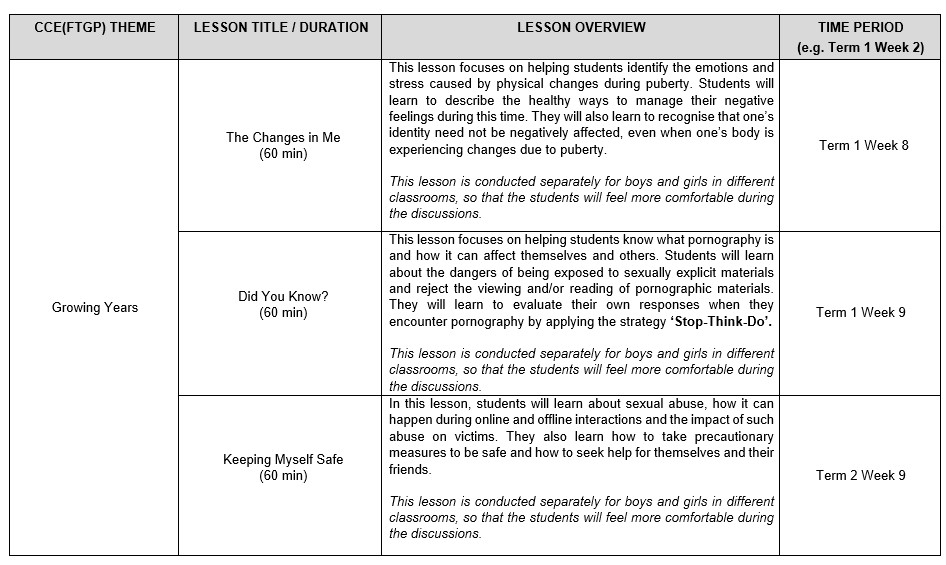 CCE(FTGP) THEME
LESSON TITLE / DURATION
LESSON OVERVIEW
TIME PERIOD
(e.g. Term 1 Week 2)
Growing Years
The Changes in Me
(60 min)
This lesson focuses on helping students identify the emotions and
stress caused by physical changes during puberty. Students will
learn to describe the healthy ways to manage their negative
feelings during this time. They will also learn to recognise that one's
identity need not be negatively affected, even when one's body is
experiencing changes due to puberty.
This lesson is conducted separately for boys and girls in different
classrooms, so that the students will feel more comfortable during
the discussions.
Term 1 Week 8
Did You Know?
(60 min)
This lesson focuses on helping students know what pornography is
and how it can affect themselves and others. Students will learn
about the dangers of being exposed to sexually explicit materials
and reject the viewing and/or reading of pornographic materials.
They will learn to evaluate their own responses when they
encounter pornography by applying the strategy 'Stop-Think-Do'.
This lesson is conducted separately for boys and girls in different
classrooms, so that the students will feel more comfortable during
the discussions.
Term 1 Week 9
Keeping Myself Safe
(60 min)
In this lesson, students will learn about sexual abuse, how it can
happen during online and offline interactions and the impact of such
abuse on victims. They also learn how to take precautionary
measures to be safe and how to seek help for themselves and their
friends.
This lesson is conducted separately for boys and girls in different
classrooms, so that the students will feel more comfortable during
the discussions.
Term 2 Week 9